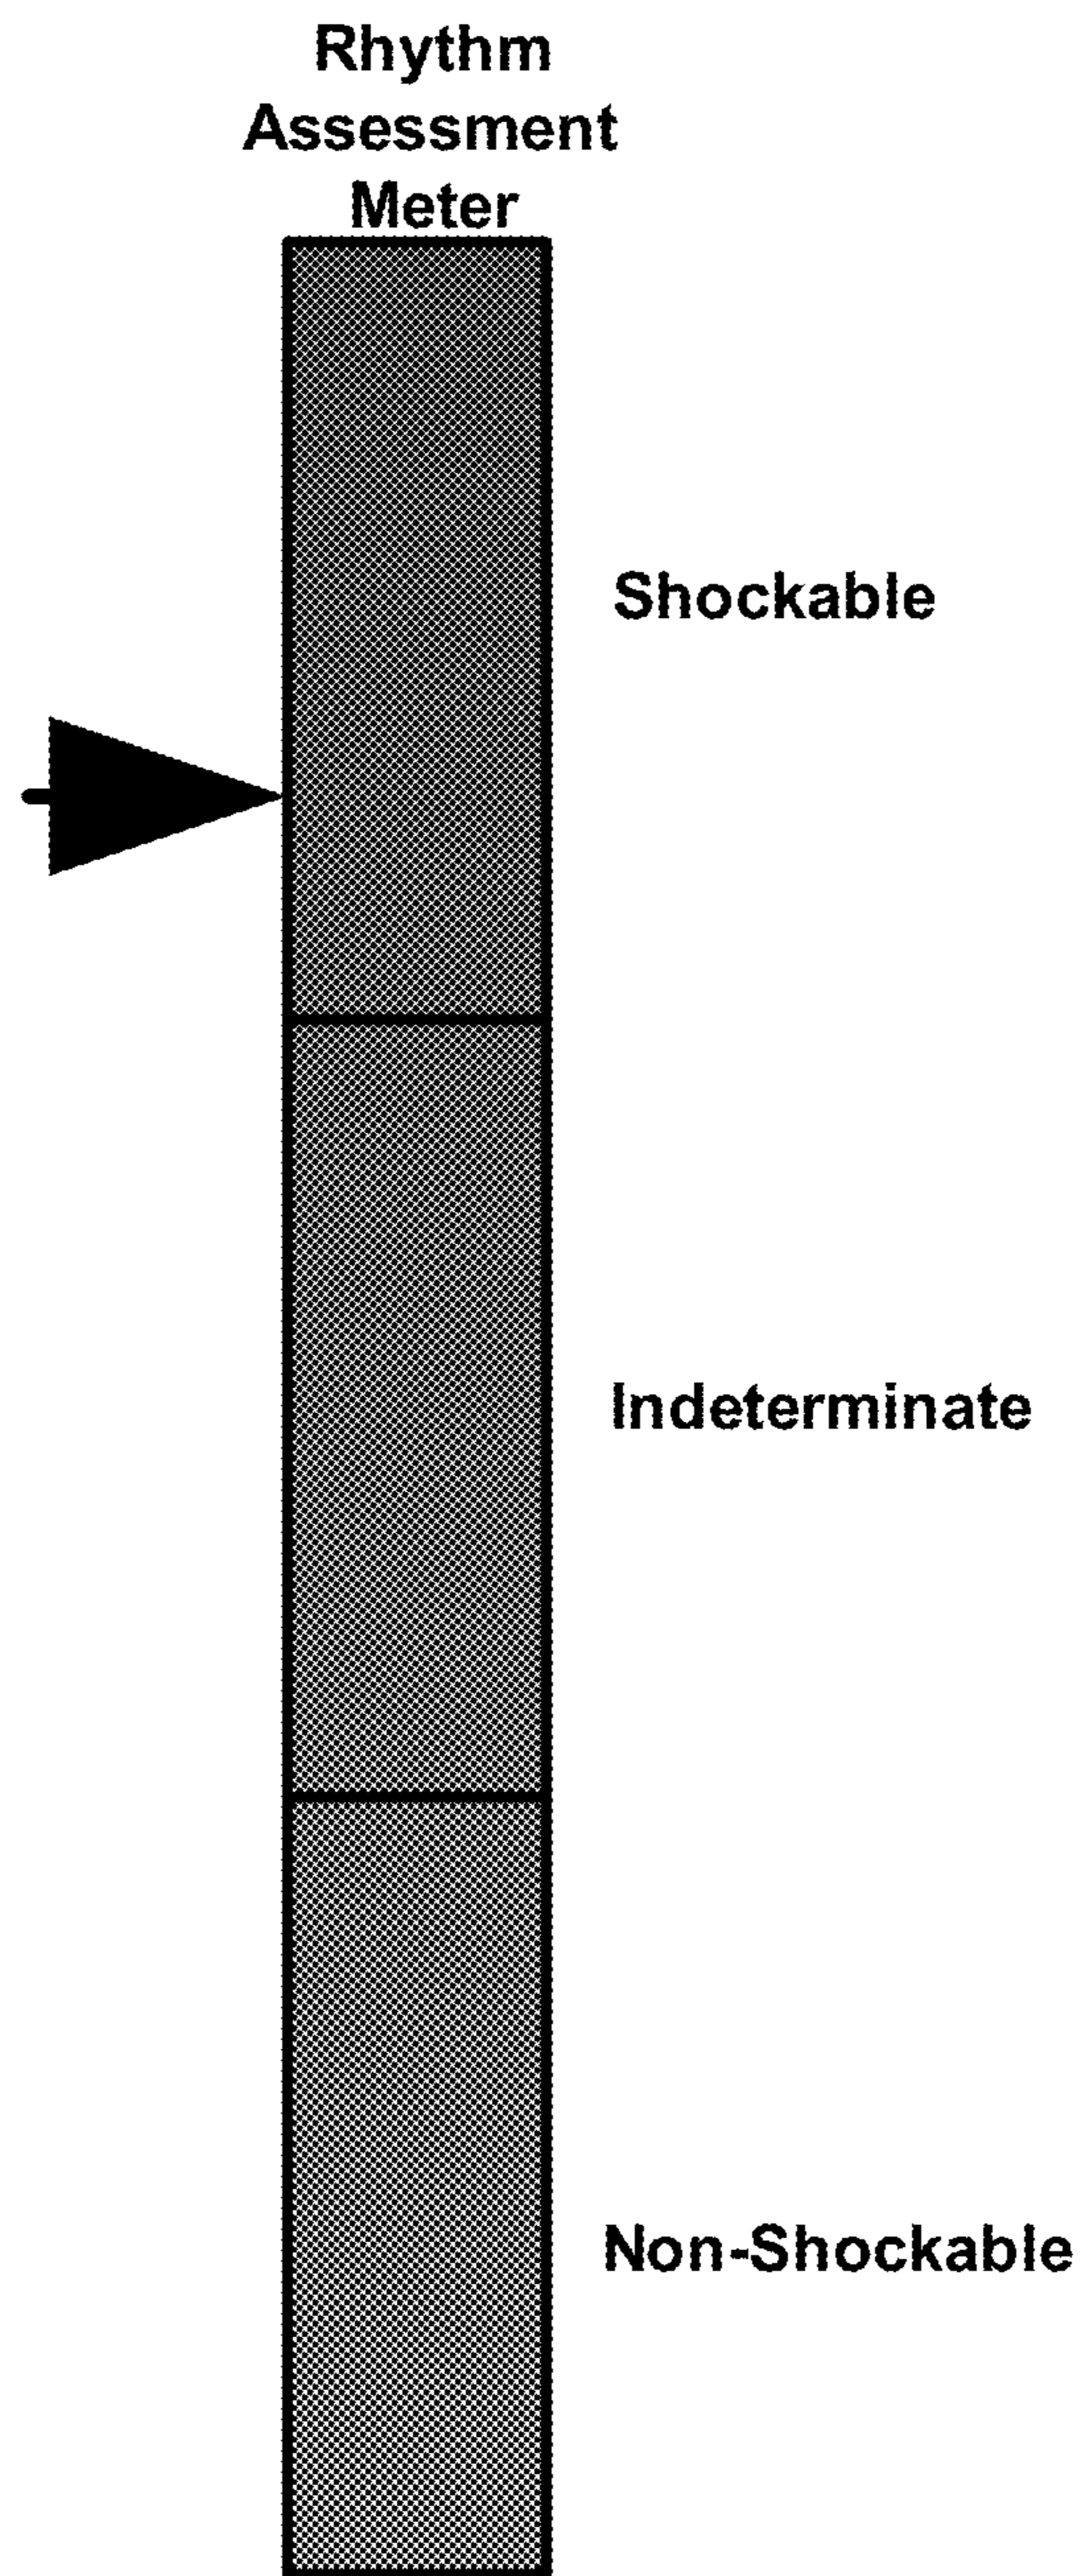 Rhythm
Assessment
Meter
Shockable
Indeterminate
Non-Shockable